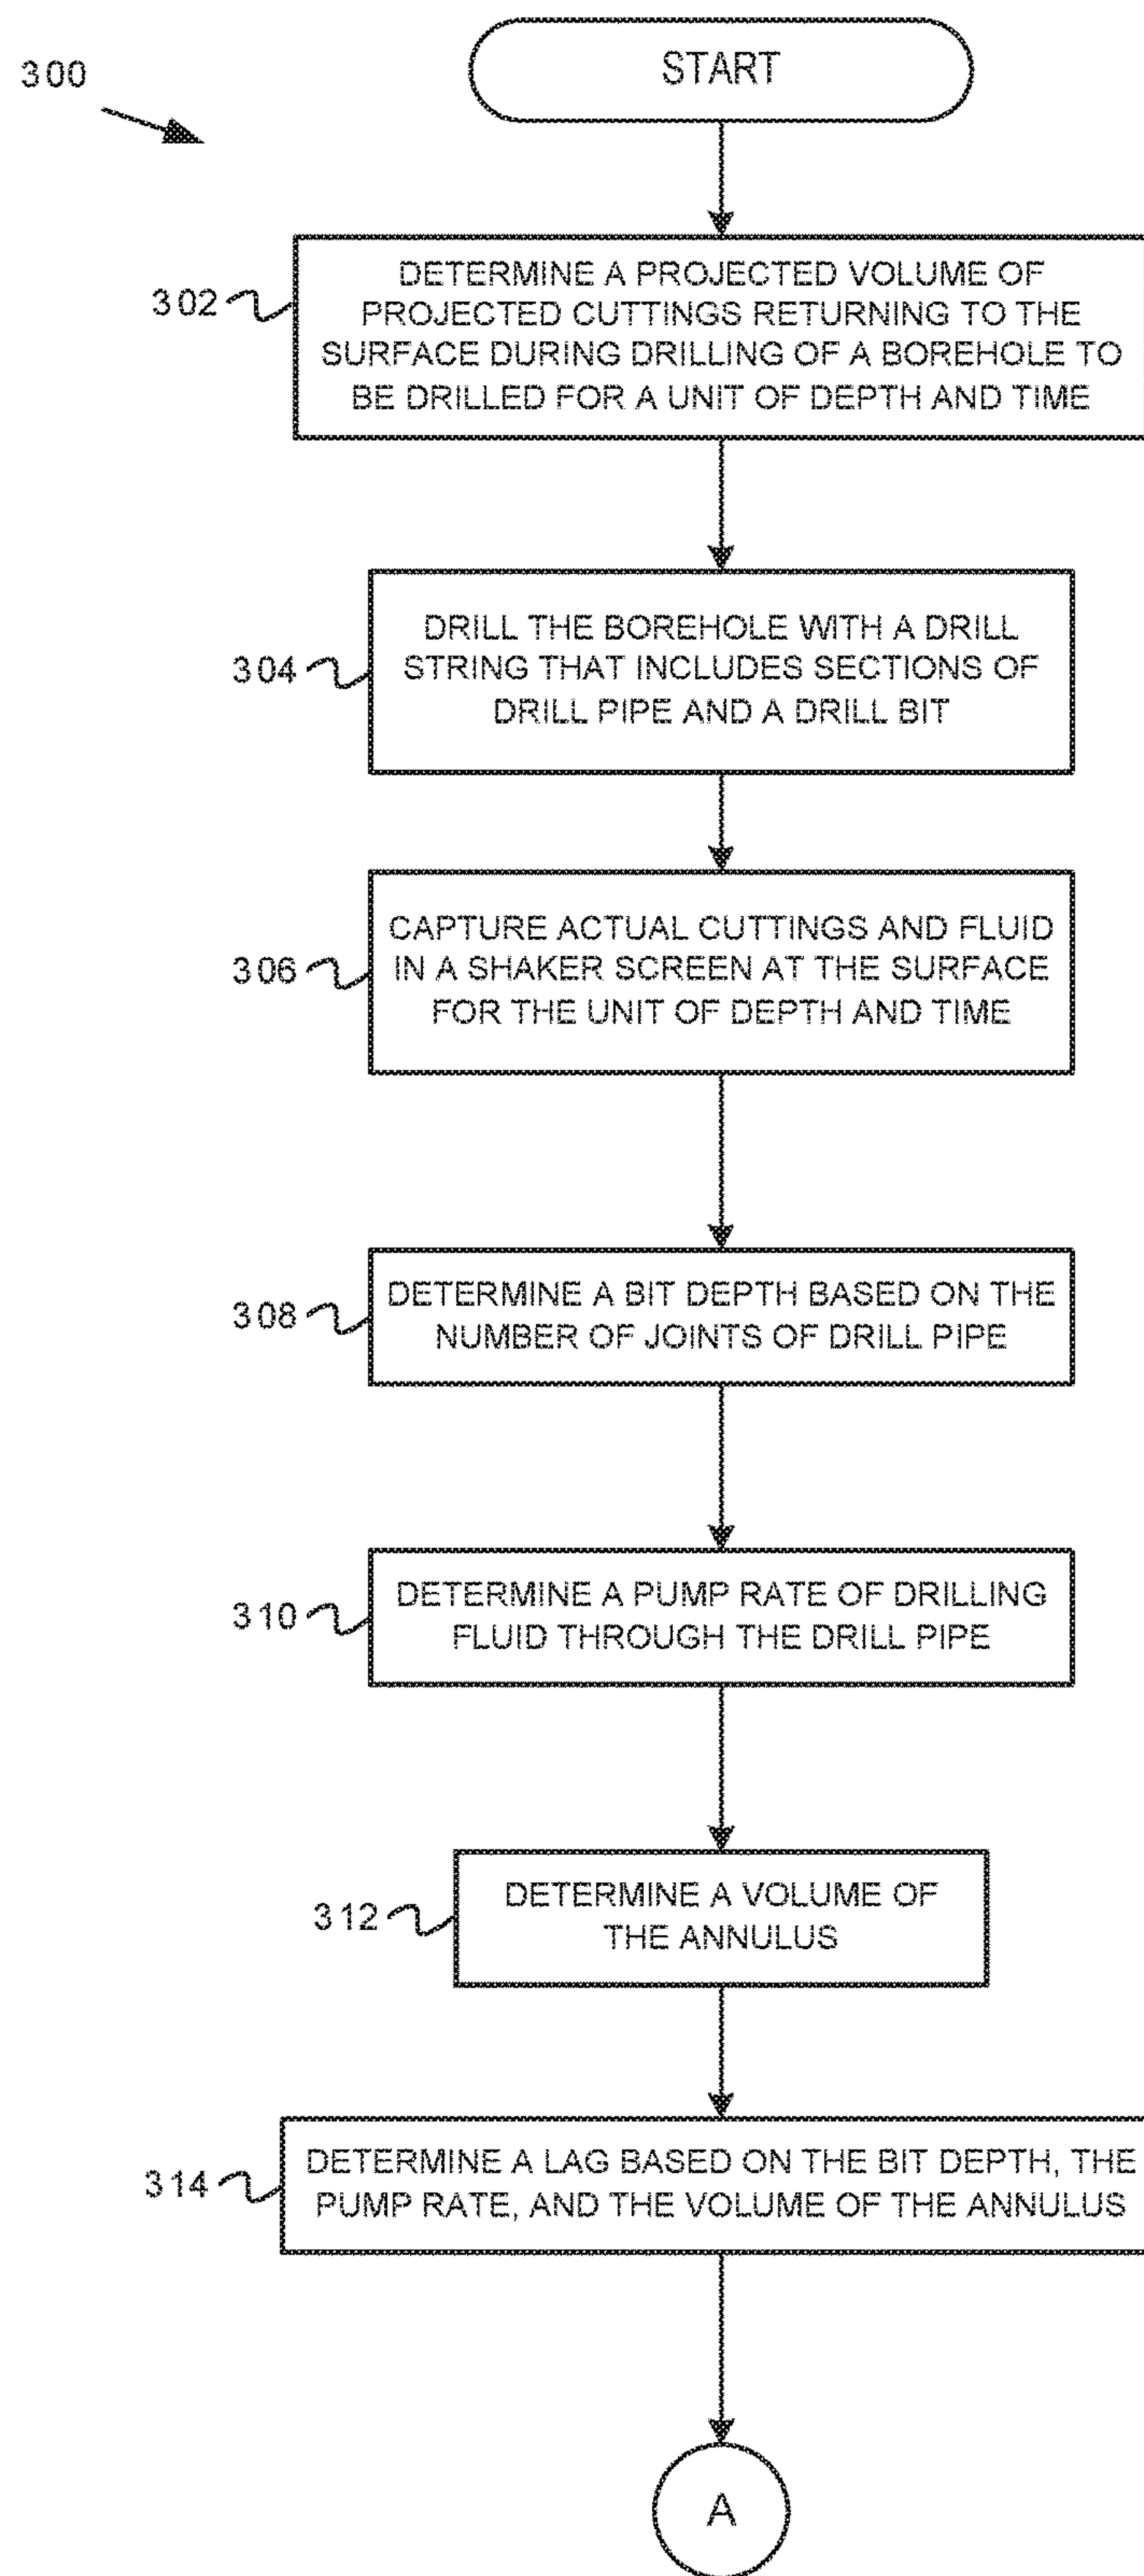 300
START
302
DETERMINE A PROJECTED VOLUME OF
PROJECTED CUTTINGS RETURNING TO THE
SURFACE DURING DRILLING OF A BOREHOLE TO
BE DRILLED FOR A UNIT OF DEPTH AND TIME
304
DRILL THE BOREHOLE WITH A DRILL
STRING THAT INCLUDES SECTIONS OF
DRILL PIPE AND A DRILL BIT
306
CAPTURE ACTUAL CUTTINGS AND FLUID
IN A SHAKER SCREEN AT THE SURFACE
FOR THE UNIT OF DEPTH AND TIME
308
DETERMINE A BIT DEPTH BASED ON THE
NUMBER OF JOINTS OF DRILL PIPE
310
DETERMINE A PUMP RATE OF DRILLING
FLUID THROUGH THE DRILL PIPE
312
DETERMINE A VOLUME OF
THE ANNULUS
314
DETERMINE A LAG BASED ON THE BIT DEPTH, THE
PUMP RATE, AND THE VOLUME OF THE ANNULUS
A